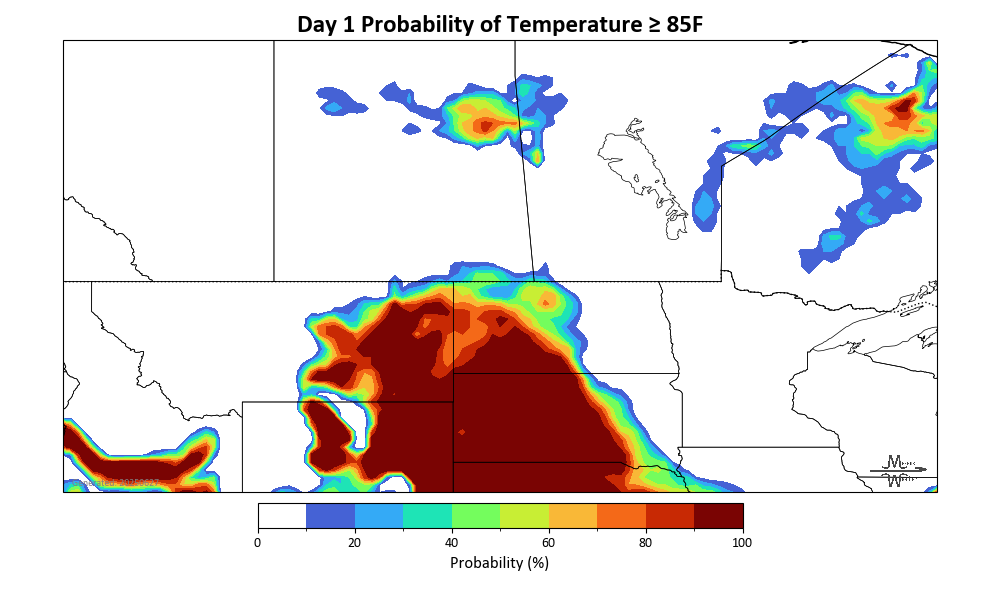 Day 1 Probability of Temperature ≥ 85F
M
W
0 20 40 60 80 100
Probability (%)